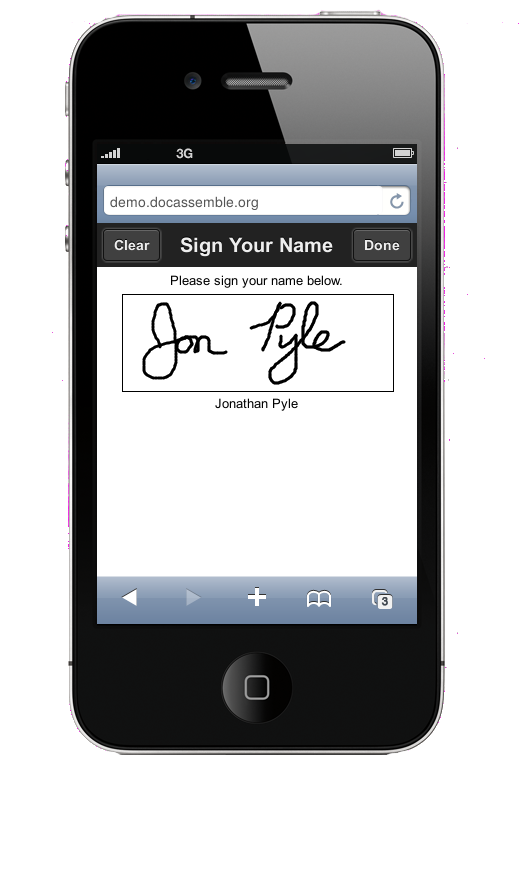 3G
demo.docassemble.org
Clear Sign Your Name Done
Please sign your name below.
Jon Pyle
Jonathan Pyle
3